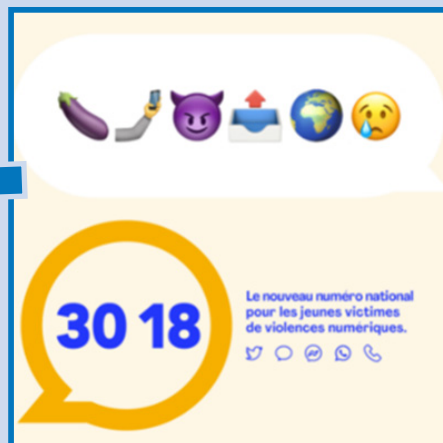 30 18
Le nouveau numéro national
pour les jeunes victimes
de violences numériques.